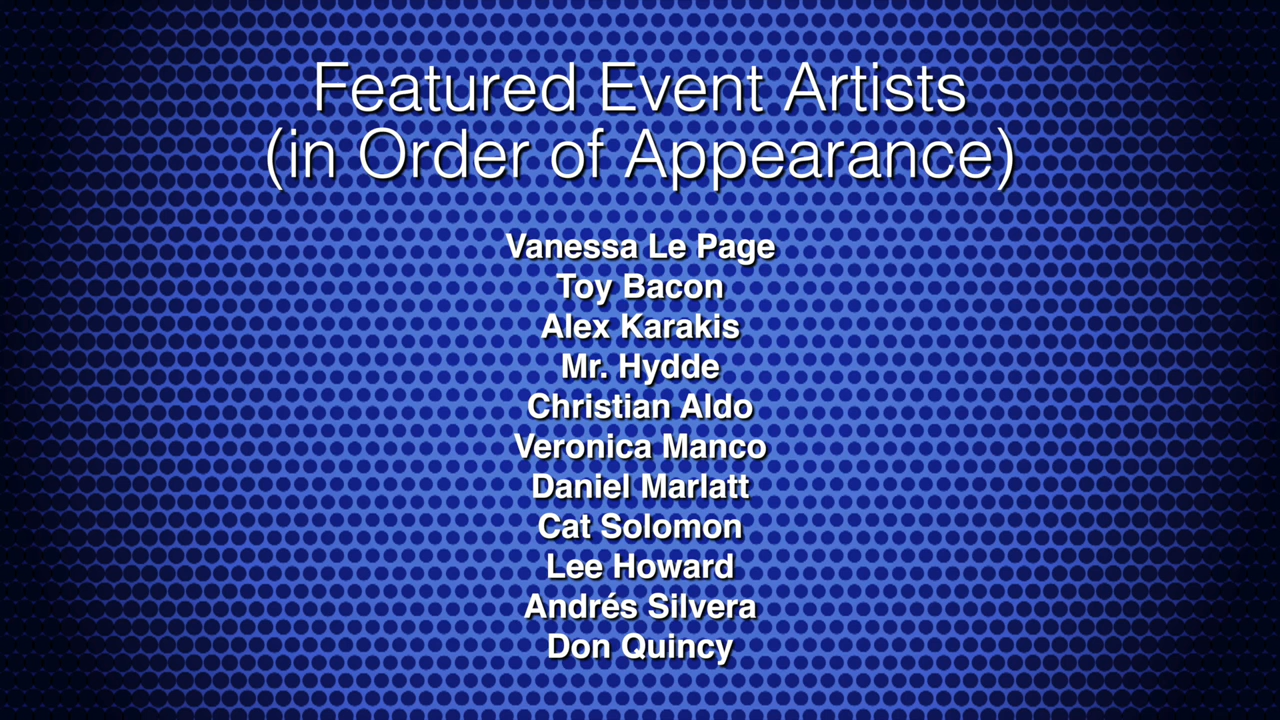 Featured Event Artists
(in Order of Appearance)
Vanessa Le Page
Toy Bacon
Alex Karakis
Mr. Hydde
Christian Aldo
Veronica Manco
Daniel Marlatt
Cat Solomon
Lee Howard
Andrés Silvera
Don Quincy